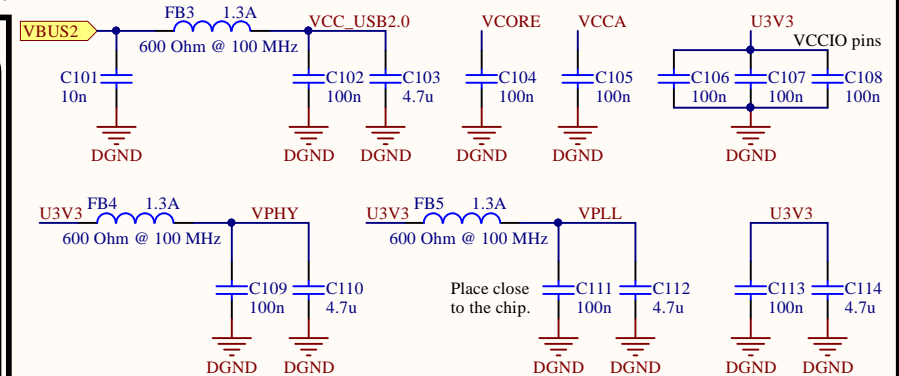 VBUS2
FB3 1.3A
600 Ohm @ 100 MHz
VCC_USB2.0
VCORE
VCCA
U3V3
VCCIO pins
C101
10n
C102
100n
C103
4.7u
C104
100n
C105
100n
C106
100n
C107
100n
C108
100n
DGND
DGND
DGND
DGND
DGND
DGND
U3V3
FB4 1.3A
600 Ohm @ 100 MHz
VPHY
U3V3
FB5 1.3A
600 Ohm @ 100 MHz
VPLL
U3V3
C109
100n
C110
4.7u
Place close
to the chip.
C111
100n
C112
4.7u
C113
100n
C114
4.7u
DGND
DGND
DGND
DGND
DGND
DGND